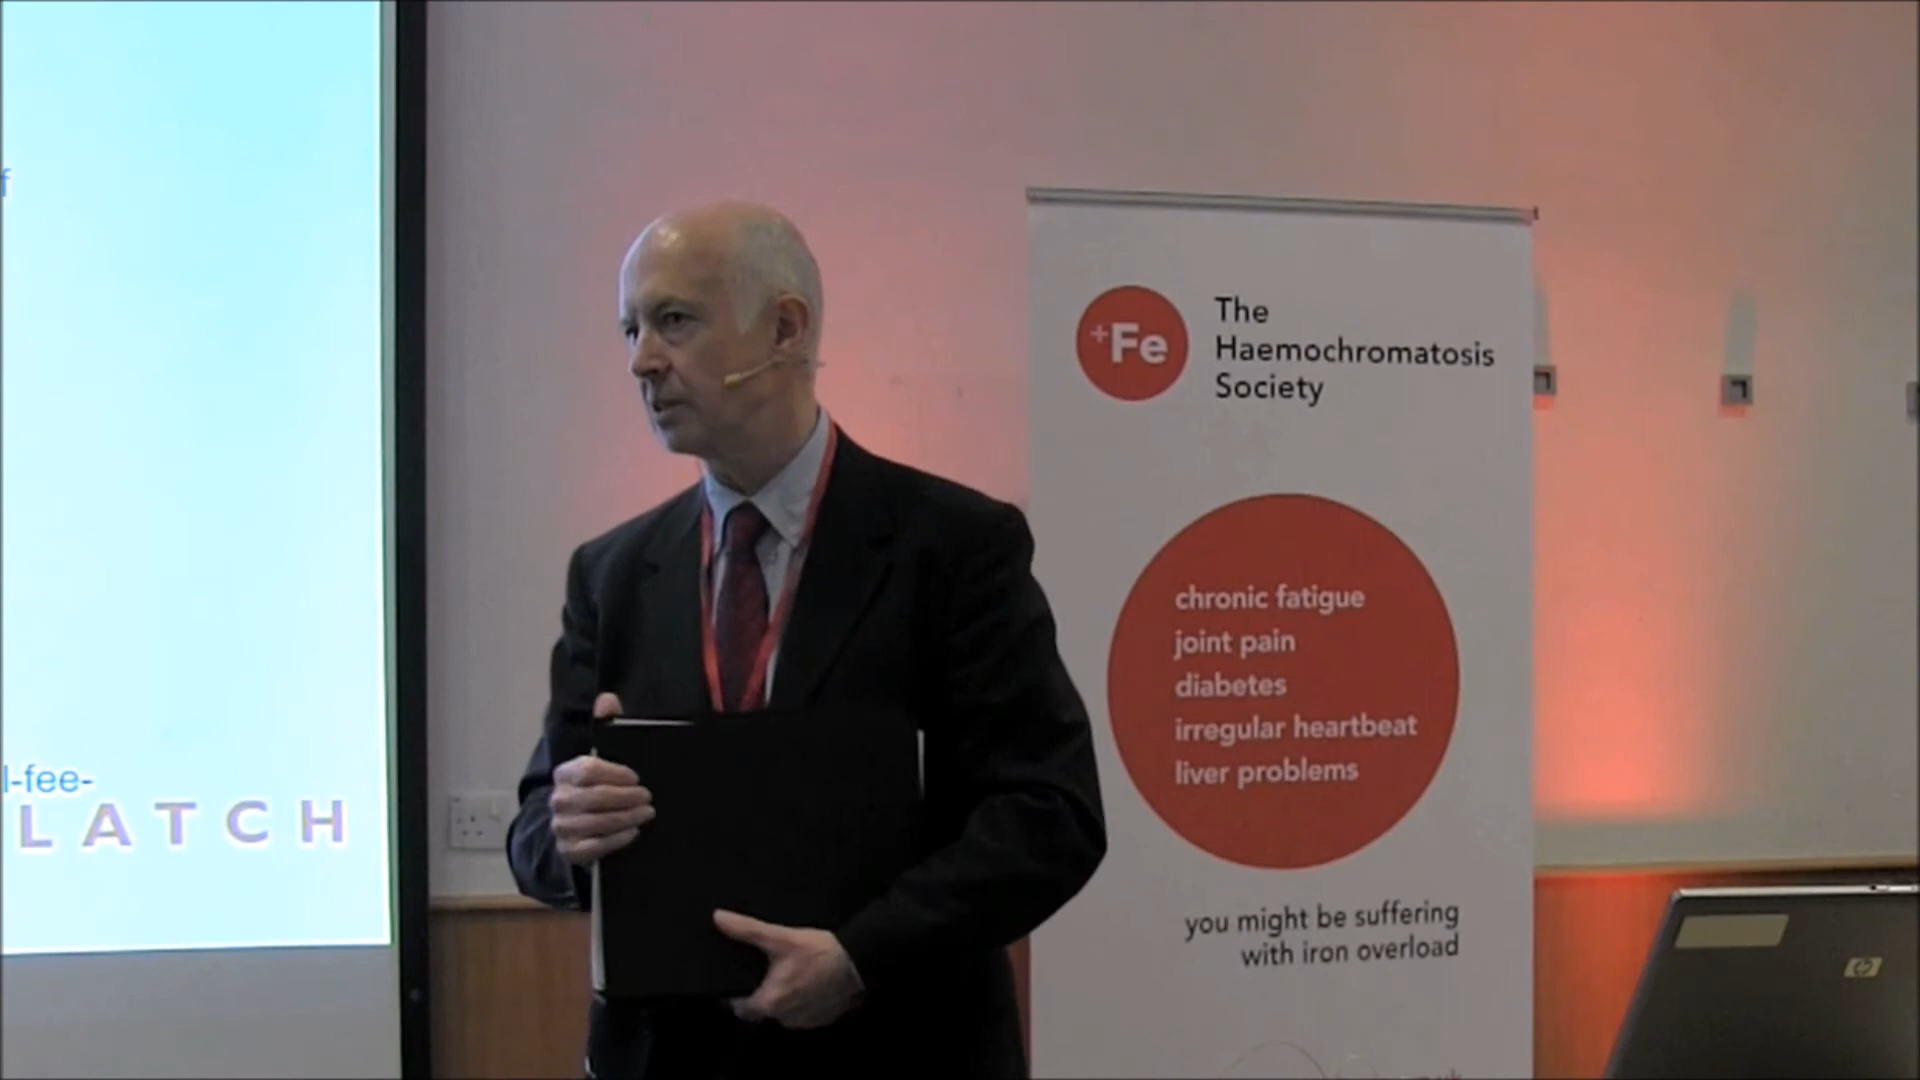 f
l-fee-
LATCH
+Fe
The
Haemochromatosis
Society
chronic fatigue
joint pain
diabetes
irregular heartbeat
liver problems
you might be suffering
with iron overload
hp